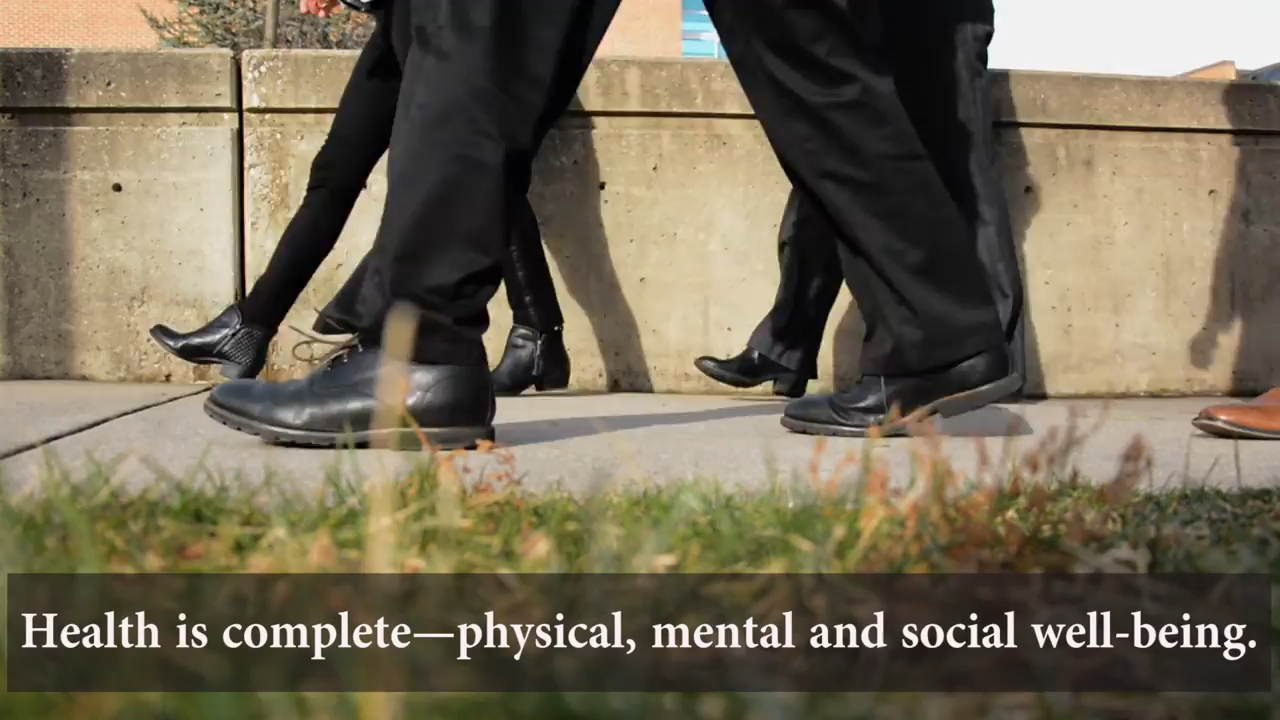 Health is complete—physical, mental and social well-being.